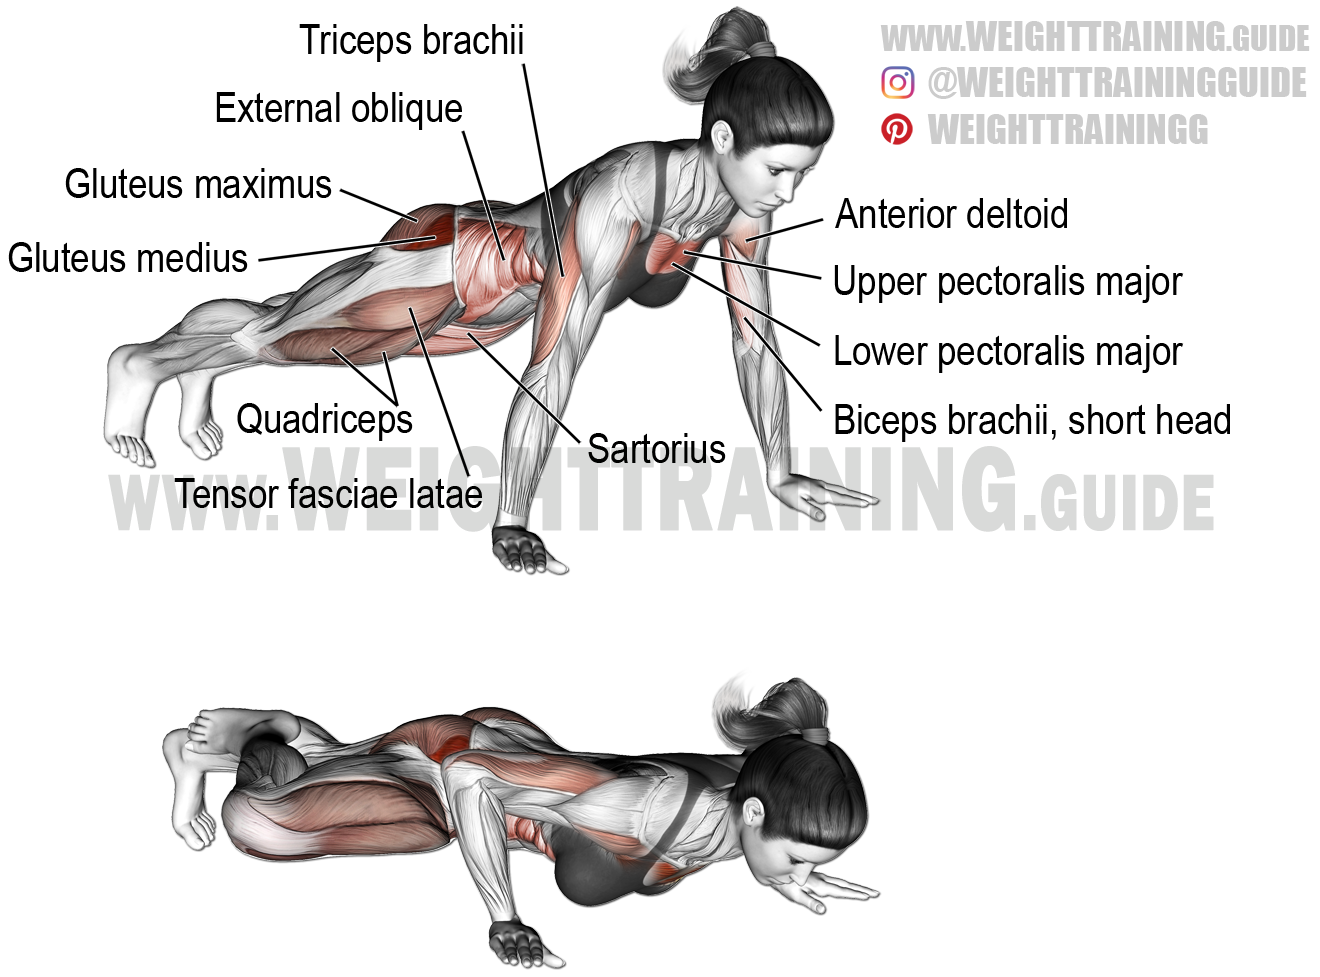 Triceps brachii
External oblique
Gluteus maximus
Gluteus medius
Quadriceps
Tensor fasciae latae
Sartorius
WWW.WEIGHTTRAINING.GUIDE
@WEIGHTTRAININGGUIDE
WEIGHTTRAININGG
Anterior deltoid
Upper pectoralis major
Lower pectoralis major
Biceps brachii, short head
WWW.WEIGHTTRAINING.GUIDE